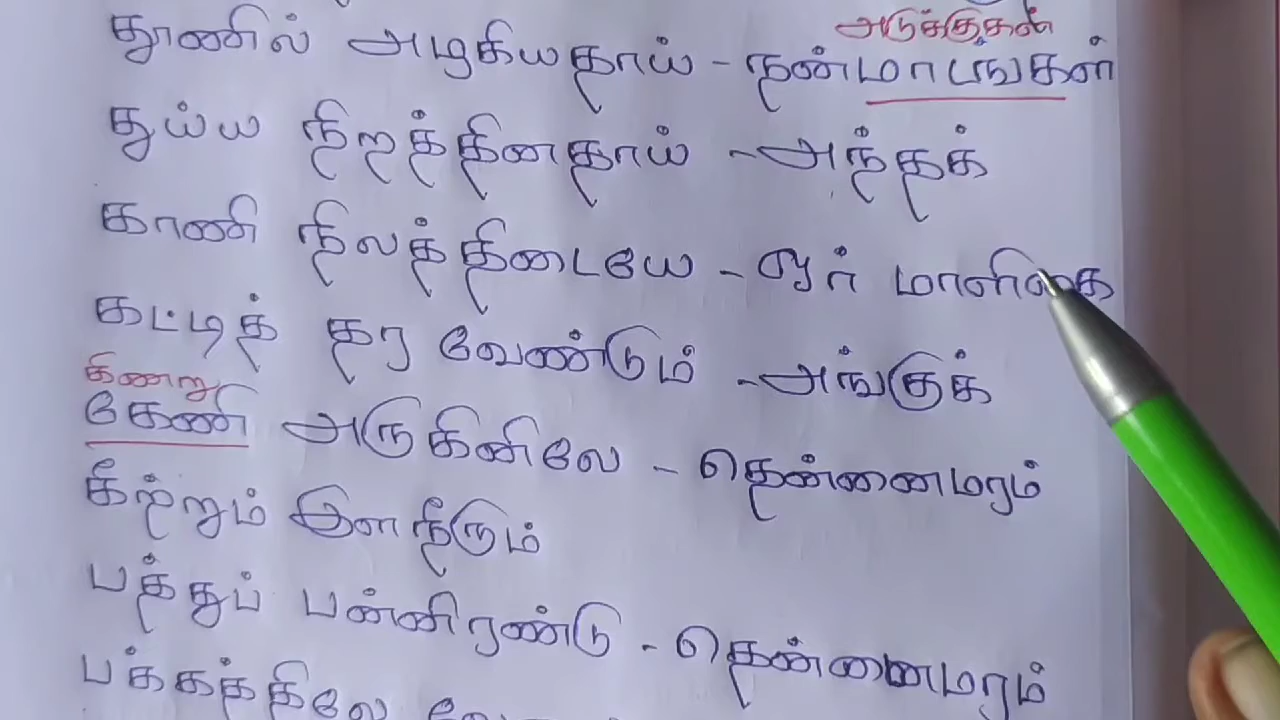 அடுக்குகள்
தூணில் அழகியதாய் - நன்மாடங்கள்
துய்ய நிறத்தினதாய் - அந்தக்
காணி நிலத்திடையே - ஓர் மாளிகை
கட்டித் தர வேண்டும் - அங்குக்
கிணறு
கேணி அருகினிலே - தென்னைமரம்
கீற்றும் இளநீரும்
பத்துப் பன்னிரண்டு - தென்னைமரம்
பக்கத்திலே